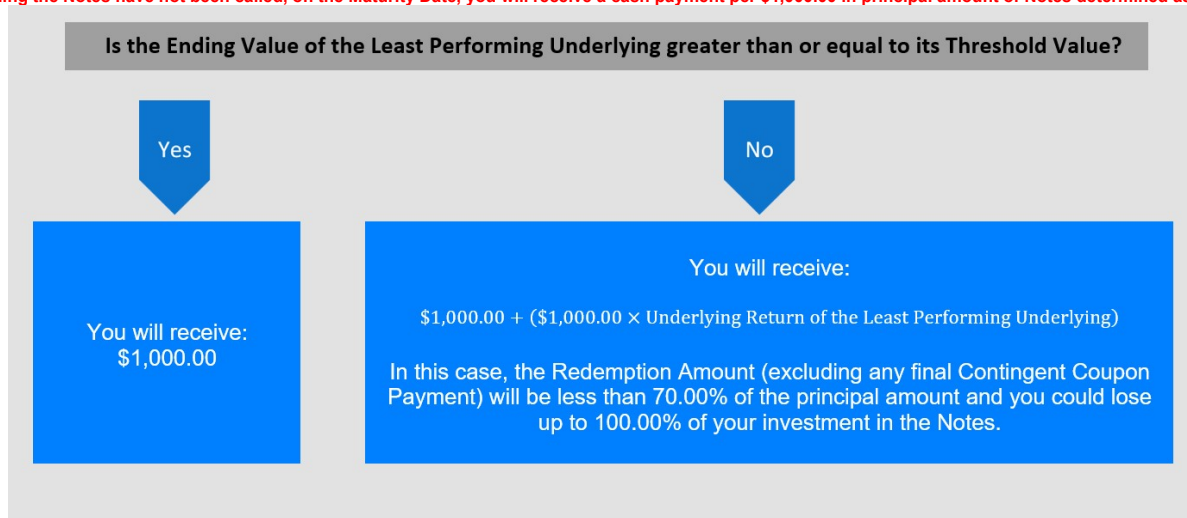 Is the Ending Value of the Least Performing Underlying greater than or equal to its Threshold Value?
Yes
No
You will receive:
$1,000.00
You will receive:
$1,000.00 + ($1,000.00 × Underlying Return of the Least Performing Underlying)
In this case, the Redemption Amount (excluding any final Contingent Coupon
Payment) will be less than 70.00% of the principal amount and you could lose
up to 100.00% of your investment in the Notes.